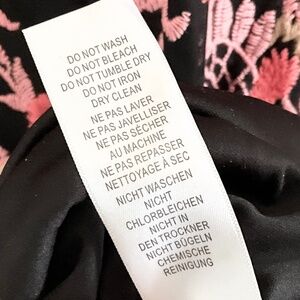 DO NOT WASH
DO NOT BLEACH
DO NOT TUMBLE DRY
DO NOT IRON
DRY CLEAN
NE PAS LAVER
NE PAS JAVELLISER
NE PAS SÉCHER
AU MACHINE
NE PAS REPASSER
NETTOYAGE À SEC
NICHT WASCHEN
NICHT
CHLORBLEICHEN
NICHT IN
DEN TROCKNER
NICHT BÜGELN
CHEMISCHE
REINIGUNG